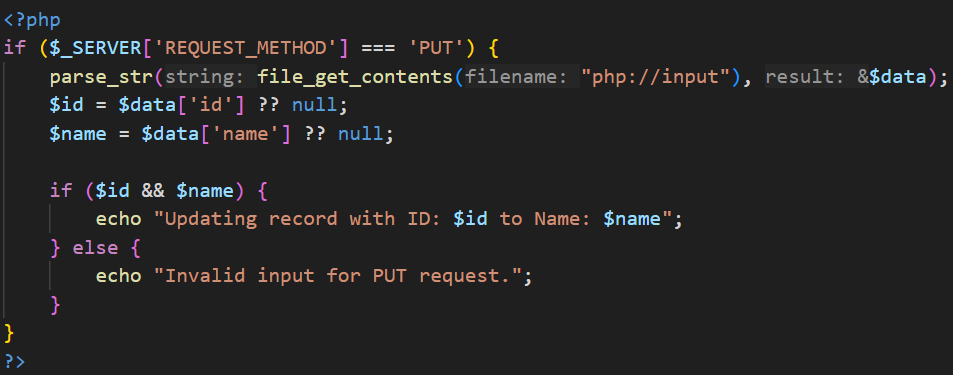 <?php
if ($_SERVER['REQUEST_METHOD'] === 'PUT') {
    parse_str(string: file_get_contents(filename: "php://input"), result: &$data);
    $id = $data['id'] ?? null;
    $name = $data['name'] ?? null;

    if ($id && $name) {
        echo "Updating record with ID: $id to Name: $name";
    } else {
        echo "Invalid input for PUT request.";
    }
}
?>